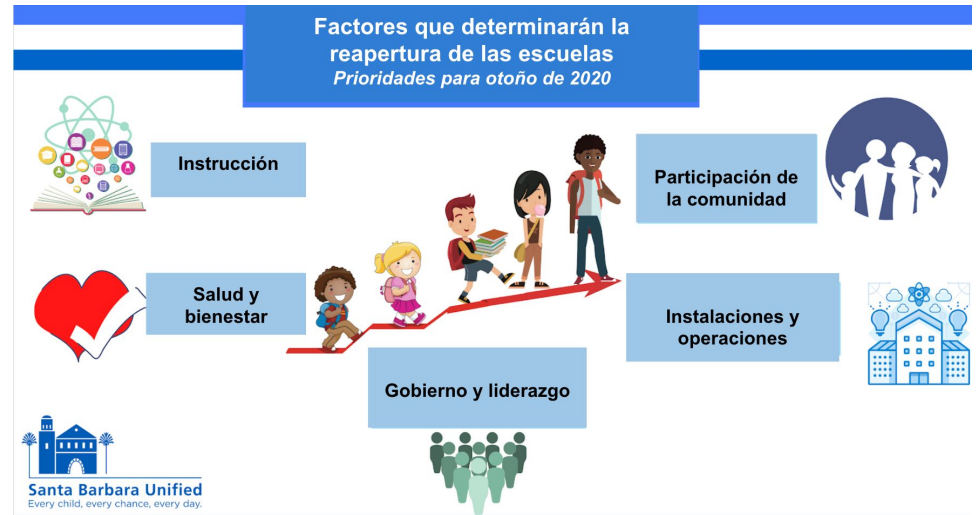 Factores que determinarán la
reapertura de las escuelas
Prioridades para otoño de 2020
Instrucción
Participación de
la comunidad
Salud y
bienestar
Instalaciones y
operaciones
Gobierno y liderazgo
Santa Barbara Unified
Every child, every chance, every day.